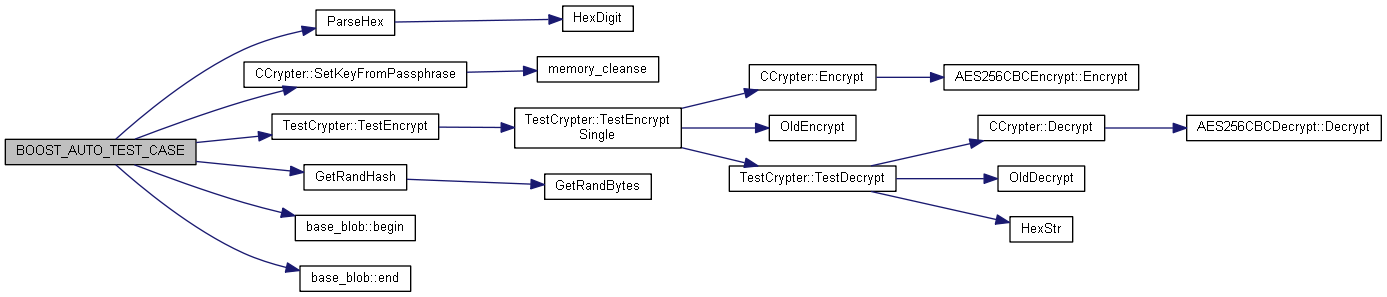 BOOST_AUTO_TEST_CASE
ParseHex
HexDigit
CCrypter::SetKeyFromPassphrase
memory_cleanse
TestCrypter::TestEncrypt
TestCrypter::TestEncrypt
Single
CCrypter::Encrypt
AES256CBCEncrypt::Encrypt
OldEncrypt
TestCrypter::TestDecrypt
CCrypter::Decrypt
AES256CBCDecrypt::Decrypt
OldDecrypt
HexStr
GetRandHash
GetRandBytes
base_blob::begin
base_blob::end